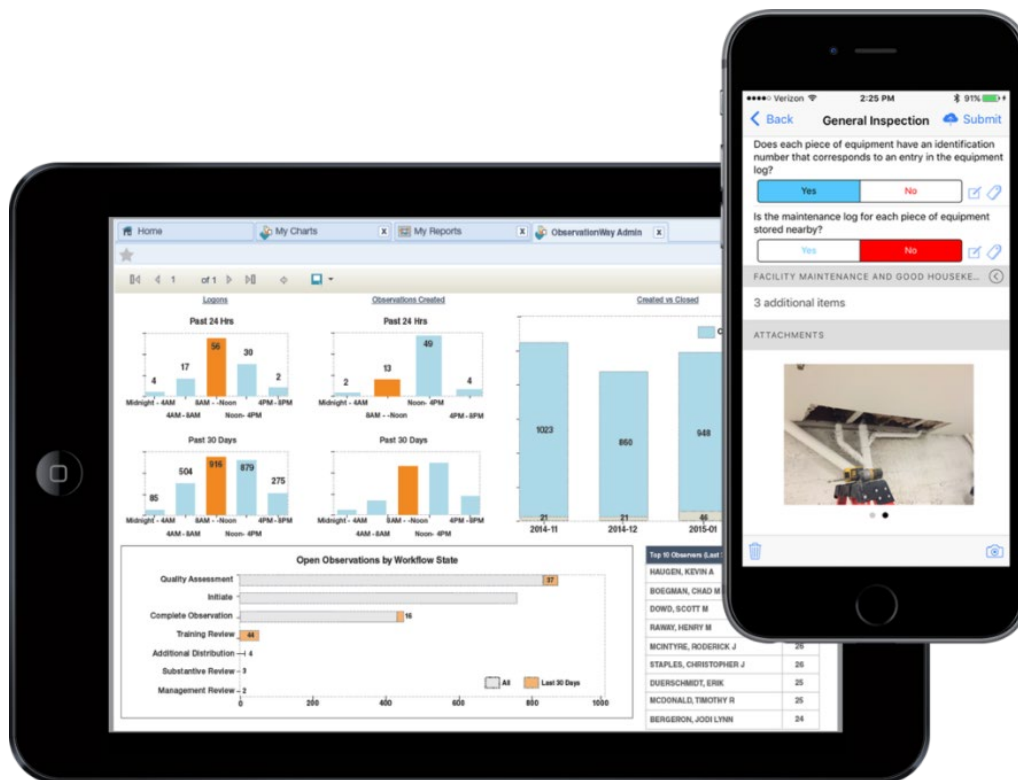 Home
My Charts
x
My Reports
x
ObservationWay Admin
x
1 of 1
Logons
Observations Created
Created vs Closed
Past 24 Hrs
4
17
56
30
2
Midnight - 4AM
8AM - -Noon
4PM - 8PM
4AM - 8AM
Noon- 4PM
Past 24 Hrs
2
13
49
4
Midnight - 4AM
Noon- 4PM
8AM - -Noon
4PM - 8PM
Past 30 Days
85
504
916
879
275
Midnight - 4AM
8AM - -Noon
4PM - 8PM
4AM - 8AM
Noon- 4PM
Past 30 Days
Midnight - 4AM
8AM - -Noon
4PM - 8PM
4AM - 8AM
Noon- 4PM
1023
860
948
21
21
46
2014-11
2014-12
2015-01
Open Observations by Workflow State
Quality Assessment
37
Initiate
Complete Observation
16
Training Review
44
Additional Distribution
4
Substantive Review
3
Management Review
2
All
Last 30 Days
0
200
400
600
800
1000
Top 10 Observers (Last
HAUGEN, KEVIN A
BOEGMAN, CHAD M
DOWD, SCOTT M
RAWAY, HENRY M
MCINTYRE, RODERICK J 26
STAPLES, CHRISTOPHER J 26
DUERSCHMIDT, ERIK 25
MCDONALD, TIMOTHY R 25
BERGERON, JODI LYNN 24
Verizon
2:25 PM
91%
Back
General Inspection
Submit
Does each piece of equipment have an identification
number that corresponds to an entry in the equipment
log?
Yes
No
Is the maintenance log for each piece of equipment
stored nearby?
Yes
No
FACILITY MAINTENANCE AND GOOD HOUSEKE...
3 additional items
ATTACHMENTS